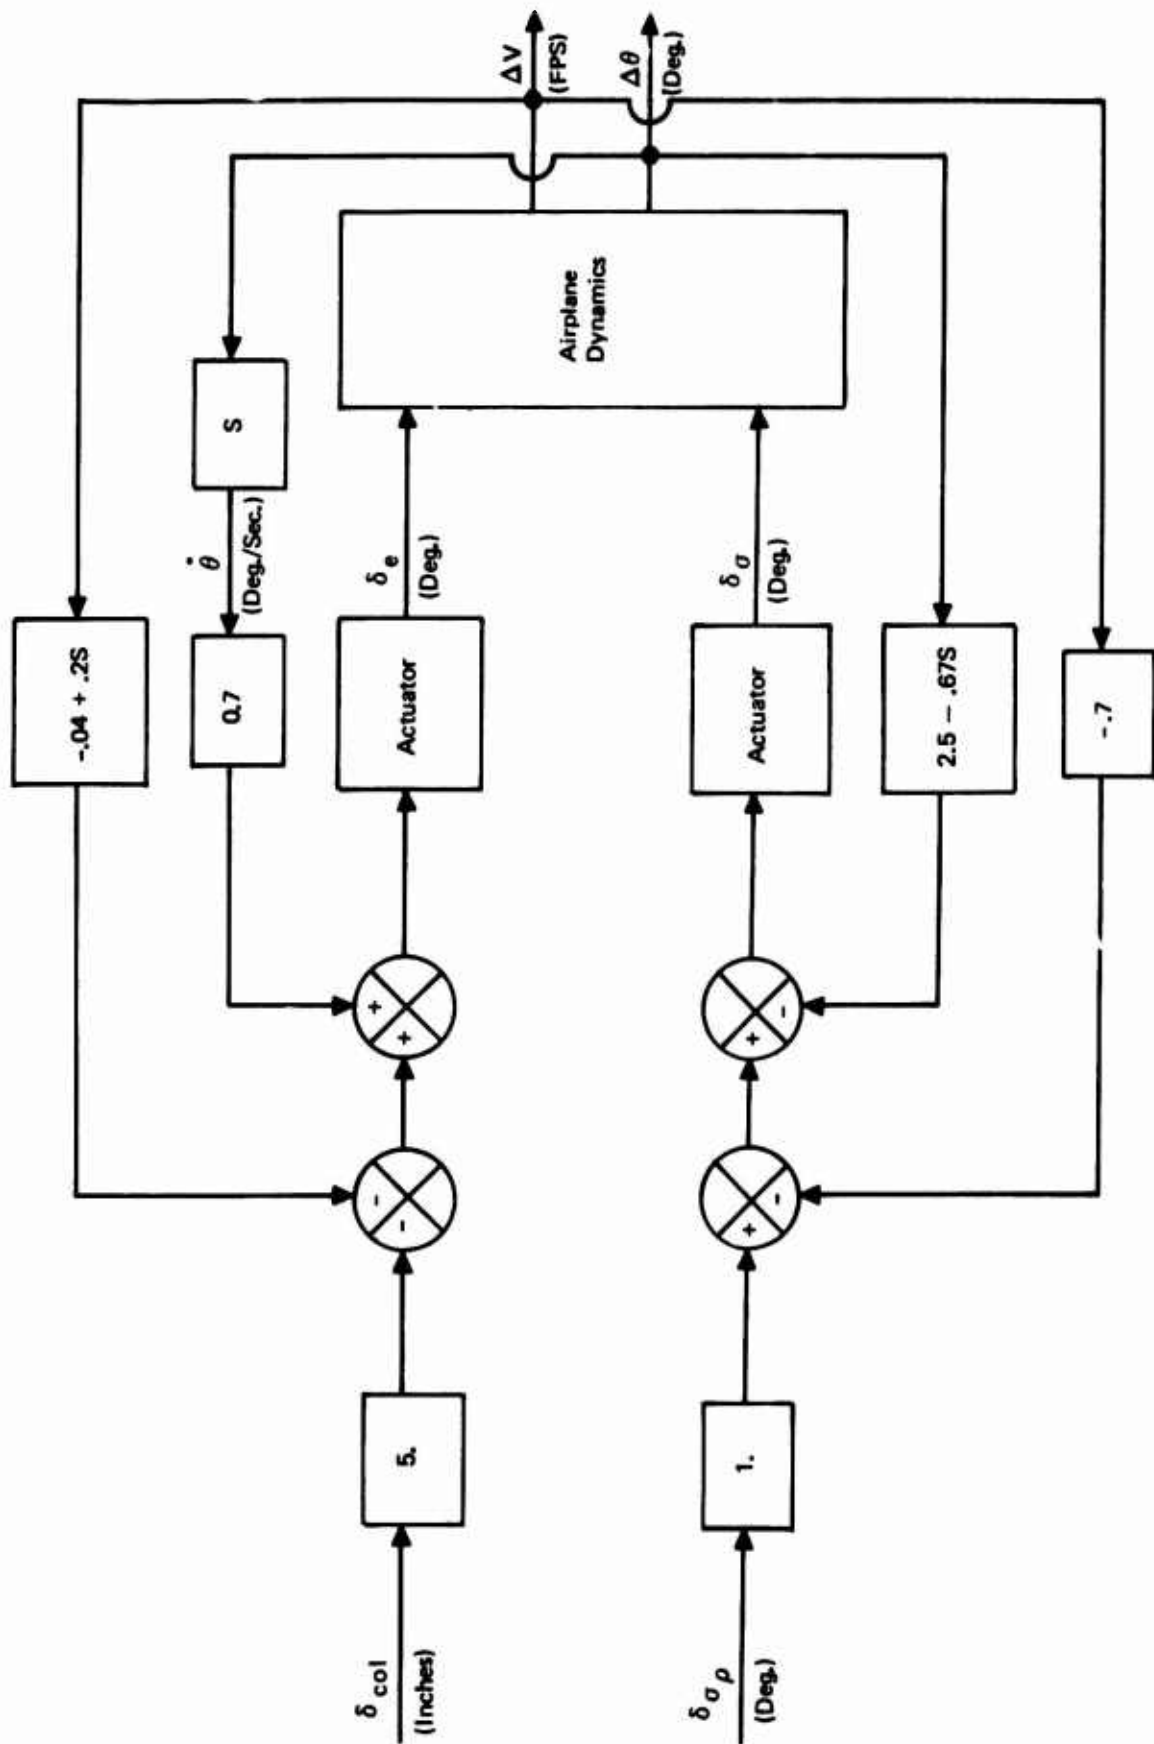 -.04 + .2S
S
θ̇
(Deg./Sec.)
0.7
ΔV
(FPS)
Δθ
(Deg.)
δcol
(Inches)
5.
-
-
+
+
Actuator
δe
(Deg.)
Airplane
Dynamics
δσρ
(Deg.)
1.
+
-
+
-
Actuator
δσ
(Deg.)
2.5 – .67S
-.7